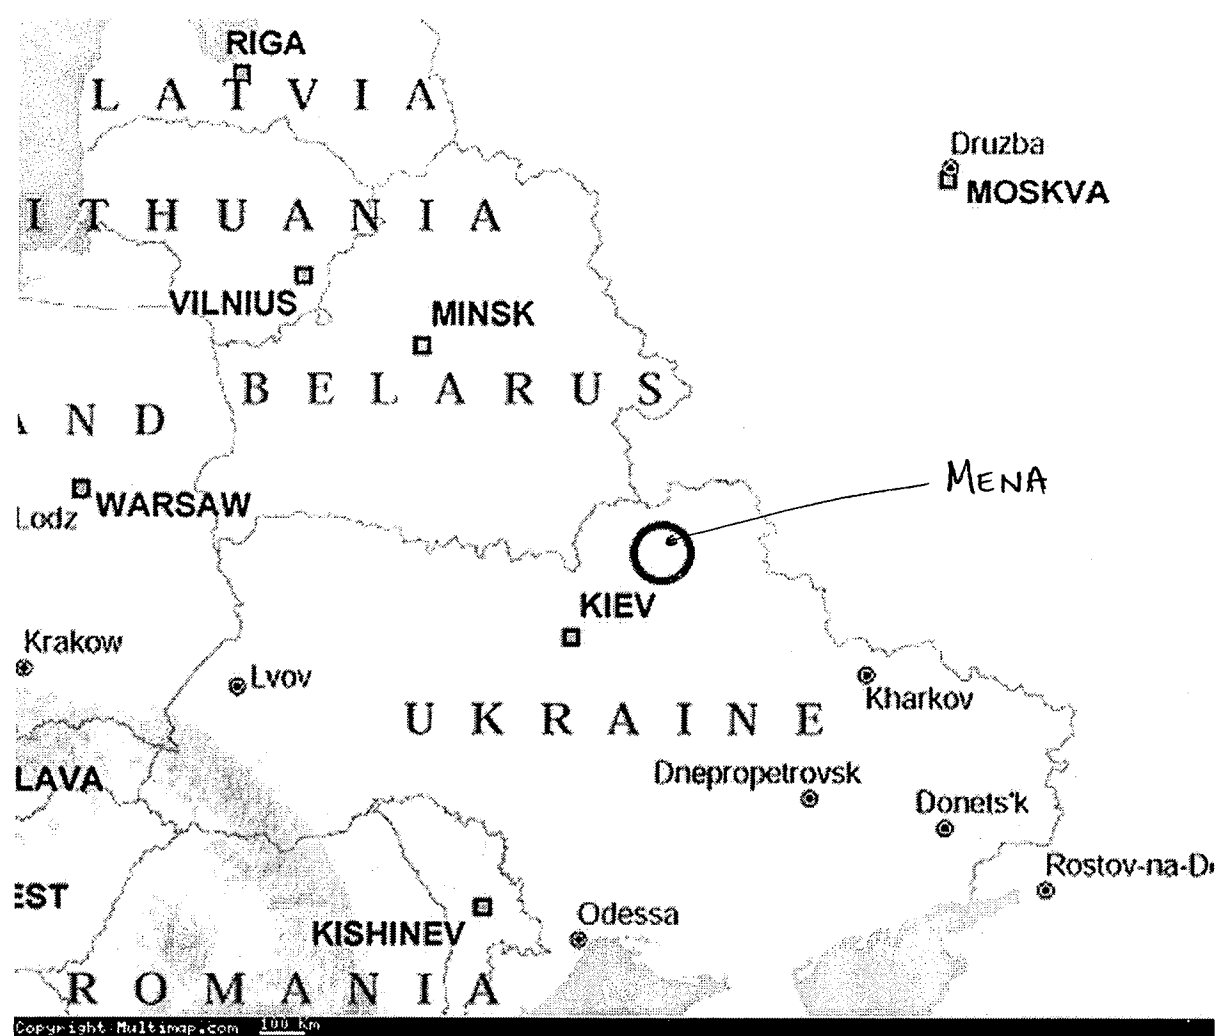 RIGA
LATVIA
Druzba
MOSKVA
ITHUANIA
VILNIUS
MINSK
BELARUS
AND
MENA
WARSAW
Lodz
KIEV
Krakow
Lvov
Kharkov
UKRAINE
LAVA
Dnepropetrovsk
Donets'k
Rostov-na-D
EST
Odessa
KISHINEV
ROMANIA
Copyright Multimap.com 100 Km